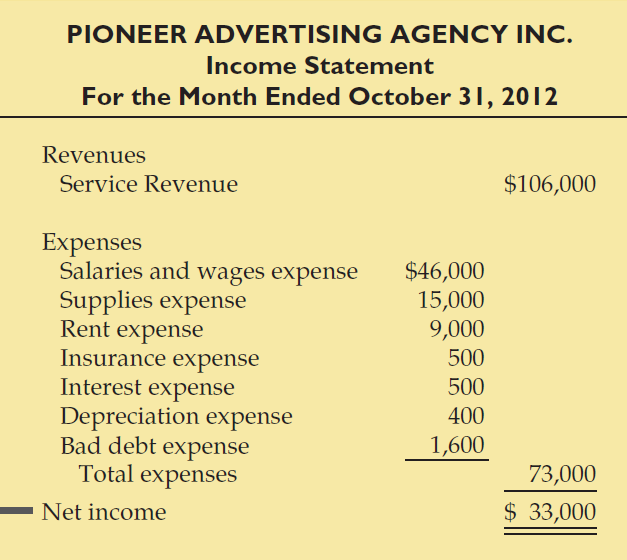 PIONEER ADVERTISING AGENCY INC.
Income Statement
For the Month Ended October 31, 2012
Revenues
Service Revenue $106,000
Expenses
Salaries and wages expense $46,000
Supplies expense 15,000
Rent expense 9,000
Insurance expense 500
Interest expense 500
Depreciation expense 400
Bad debt expense 1,600
Total expenses 73,000
Net income $ 33,000